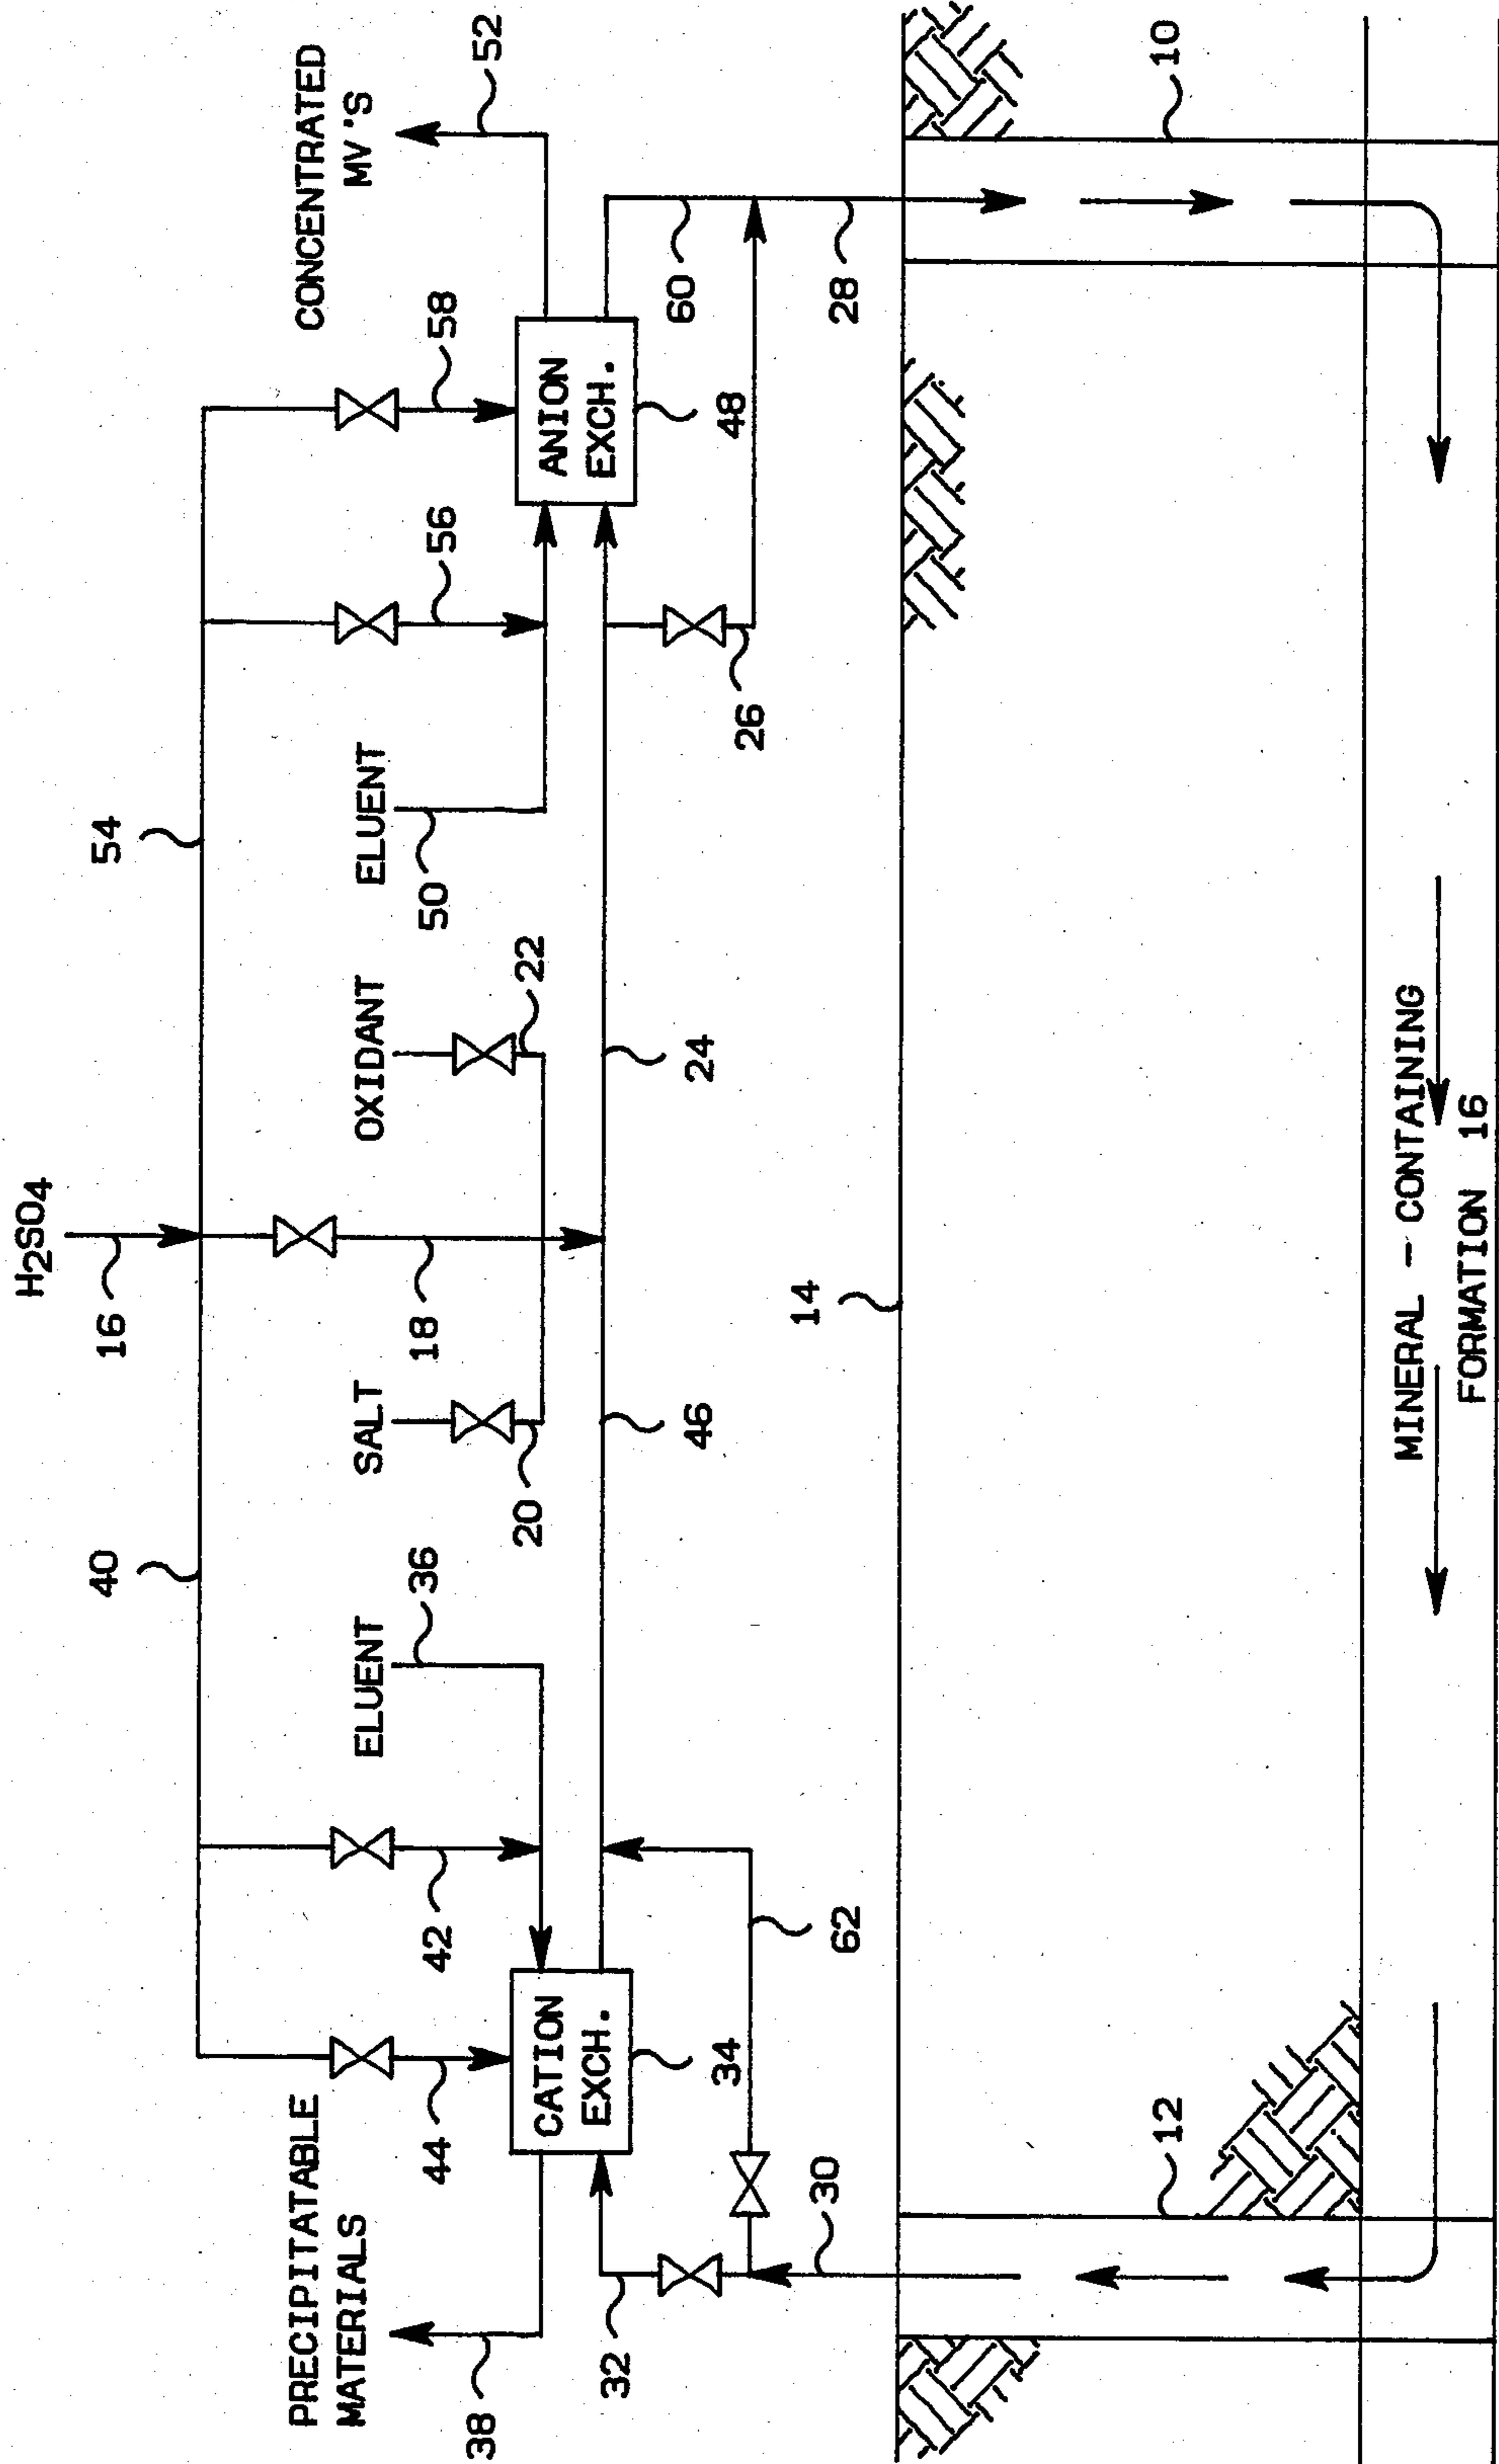 H2SO4
16
40
54
PRECIPITATABLE
MATERIALS
38
44
42
ELUENT
36
SALT
20
18
OXIDANT
22
ELUENT
50
56
58
CONCENTRATED
MV'S
52
CATION
EXCH.
34
32
30
62
46
24
ANION
EXCH.
48
26
60
28
14
12
10
MINERAL - CONTAINING
FORMATION 16